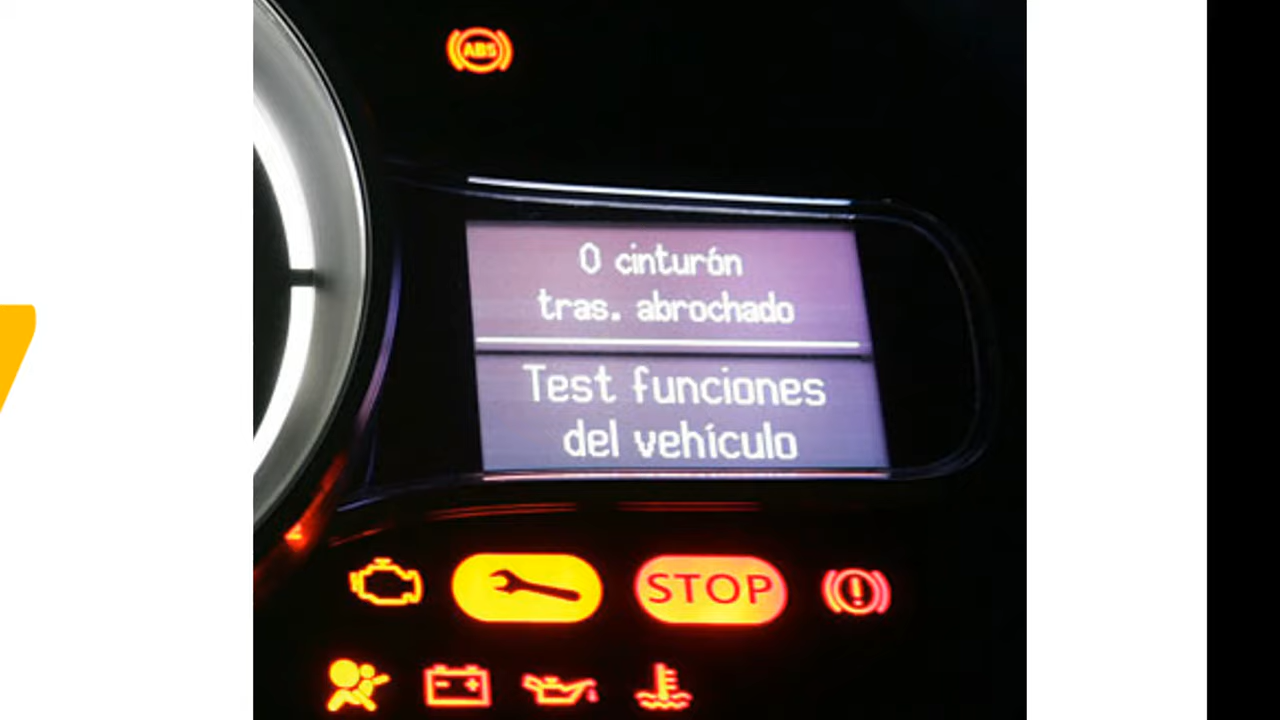 ABS
0 cinturón
tras. abrochado
Test funciones
del vehículo
STOP